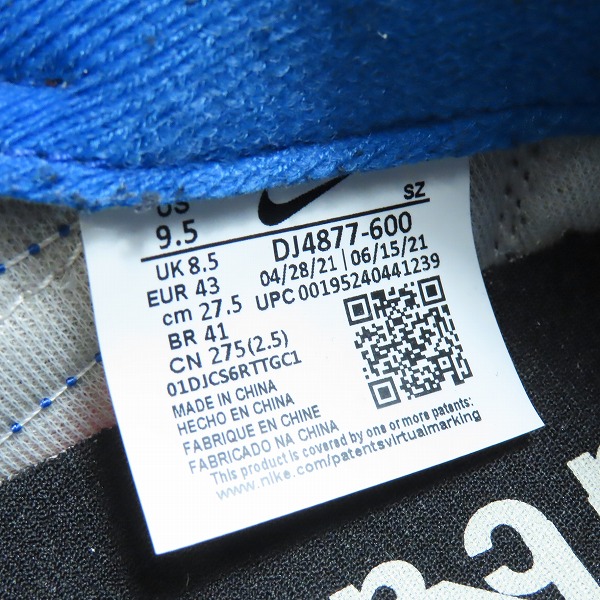 US
9.5
UK 8.5
EUR 43
cm 27.5
BR 41
CN 275(2.5)
01DJCS6RTTGC1
MADE IN CHINA
HECHO EN CHINA
FABRIQUE EN CHINE
FABRICADO NA CHINA
SZ
DJ4877-600
04/28/21 | 06/15/21
UPC 00195240441239
This product is covered by one or more patents:
www.nike.com/patentsvirtualmarking